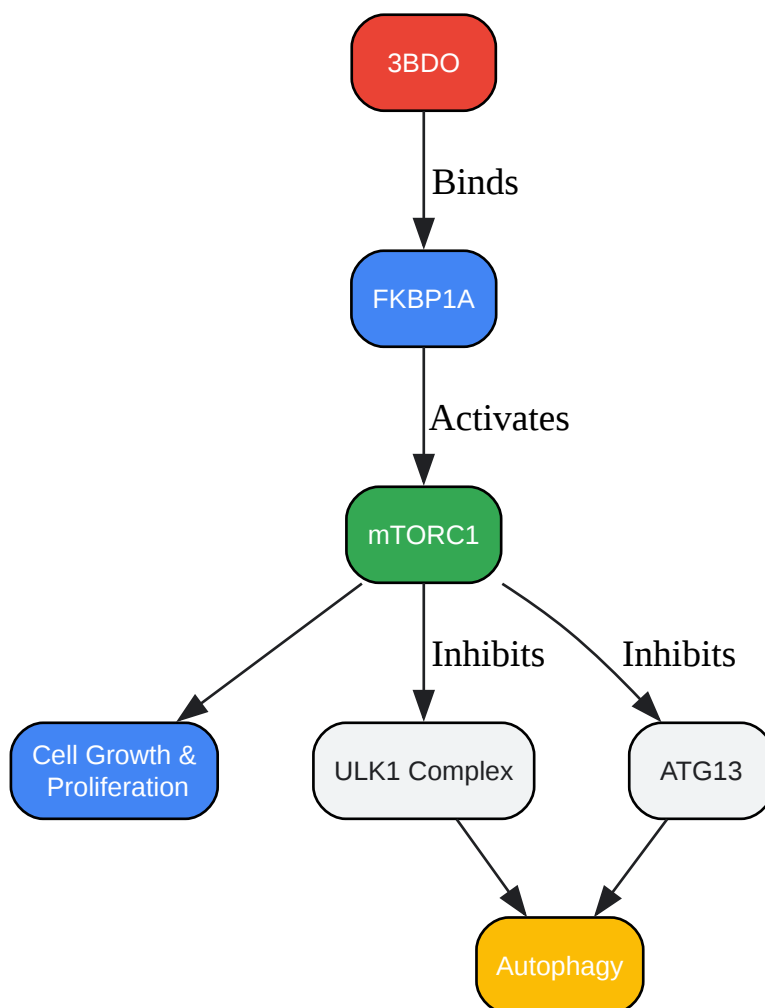 3BDO
Binds
FKBP1A
Activates
mTORC1
Inhibits
Inhibits
Cell Growth &
Proliferation
ULK1 Complex
ATG13
Autophagy